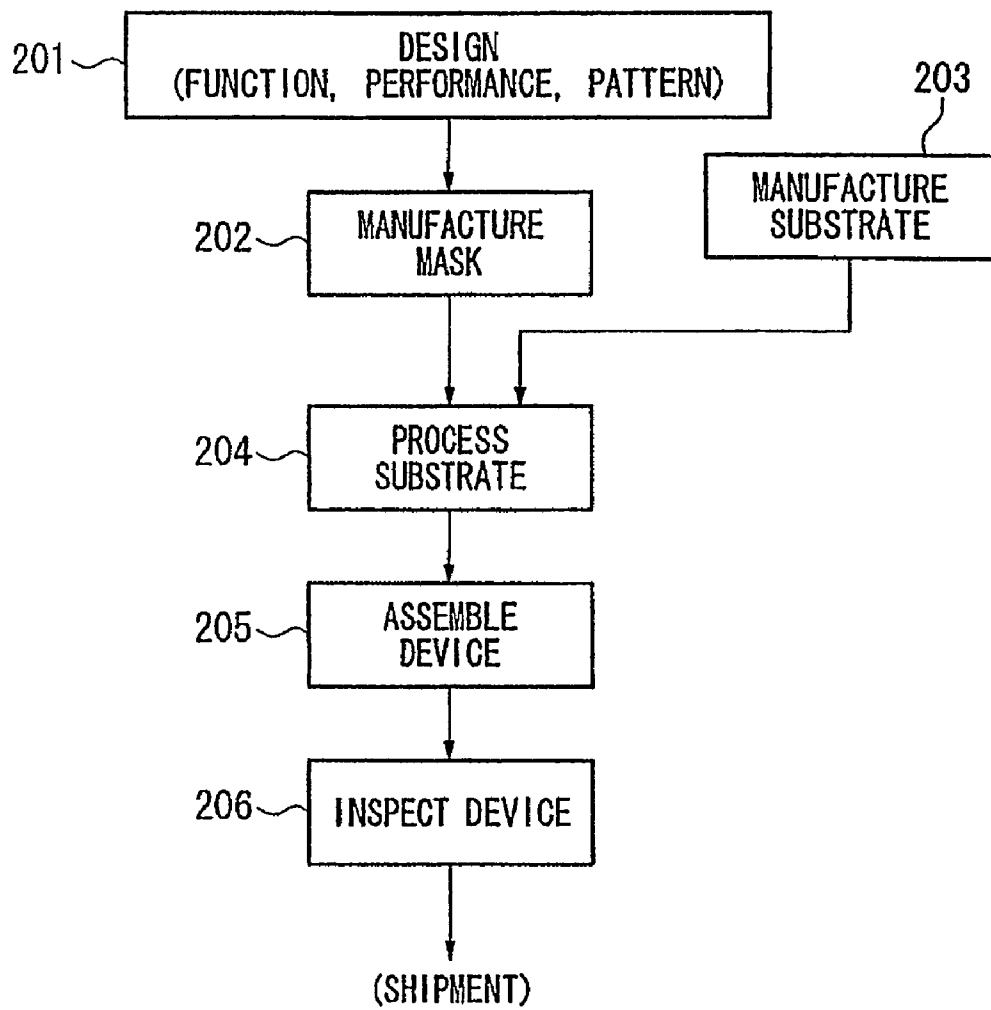 201
DESIGN
(FUNCTION, PERFORMANCE, PATTERN)
203
MANUFACTURE
SUBSTRATE
202
MANUFACTURE
MASK
204
PROCESS
SUBSTRATE
205
ASSEMBLE
DEVICE
206
INSPECT DEVICE
(SHIPMENT)